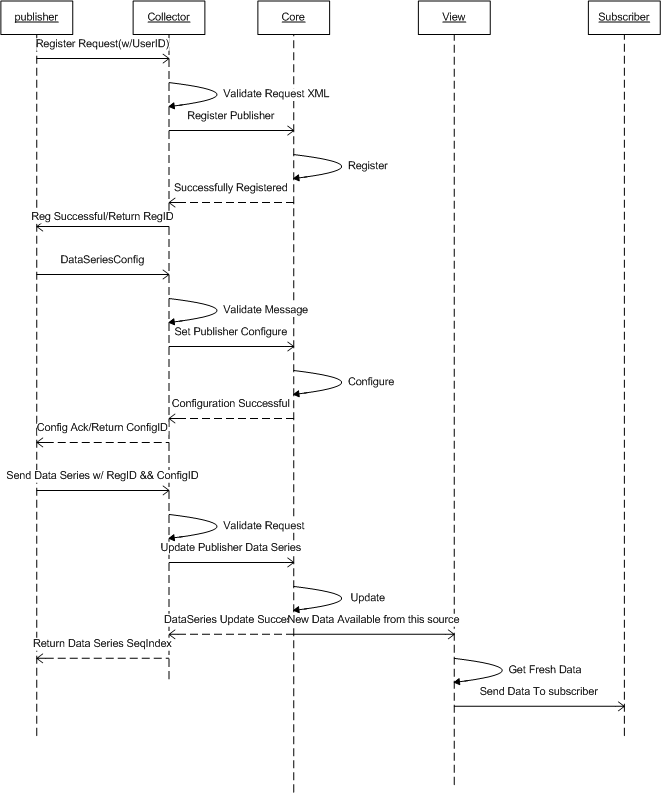 publisher Collector Core View Subscriber
Register Request(w/UserID)
Validate Request XML
Register Publisher
Register
Successfully Registered
Reg Successful/Return RegID
DataSeriesConfig
Validate Message
Set Publisher Configure
Configure
Configuration Successful
Config Ack/Return ConfigID
Send Data Series w/ RegID && ConfigID
Validate Request
Update Publisher Data Series
Update
DataSeries Update New Data Available from this source
Return Data Series SeqIndex
Get Fresh Data
Send Data To subscriber